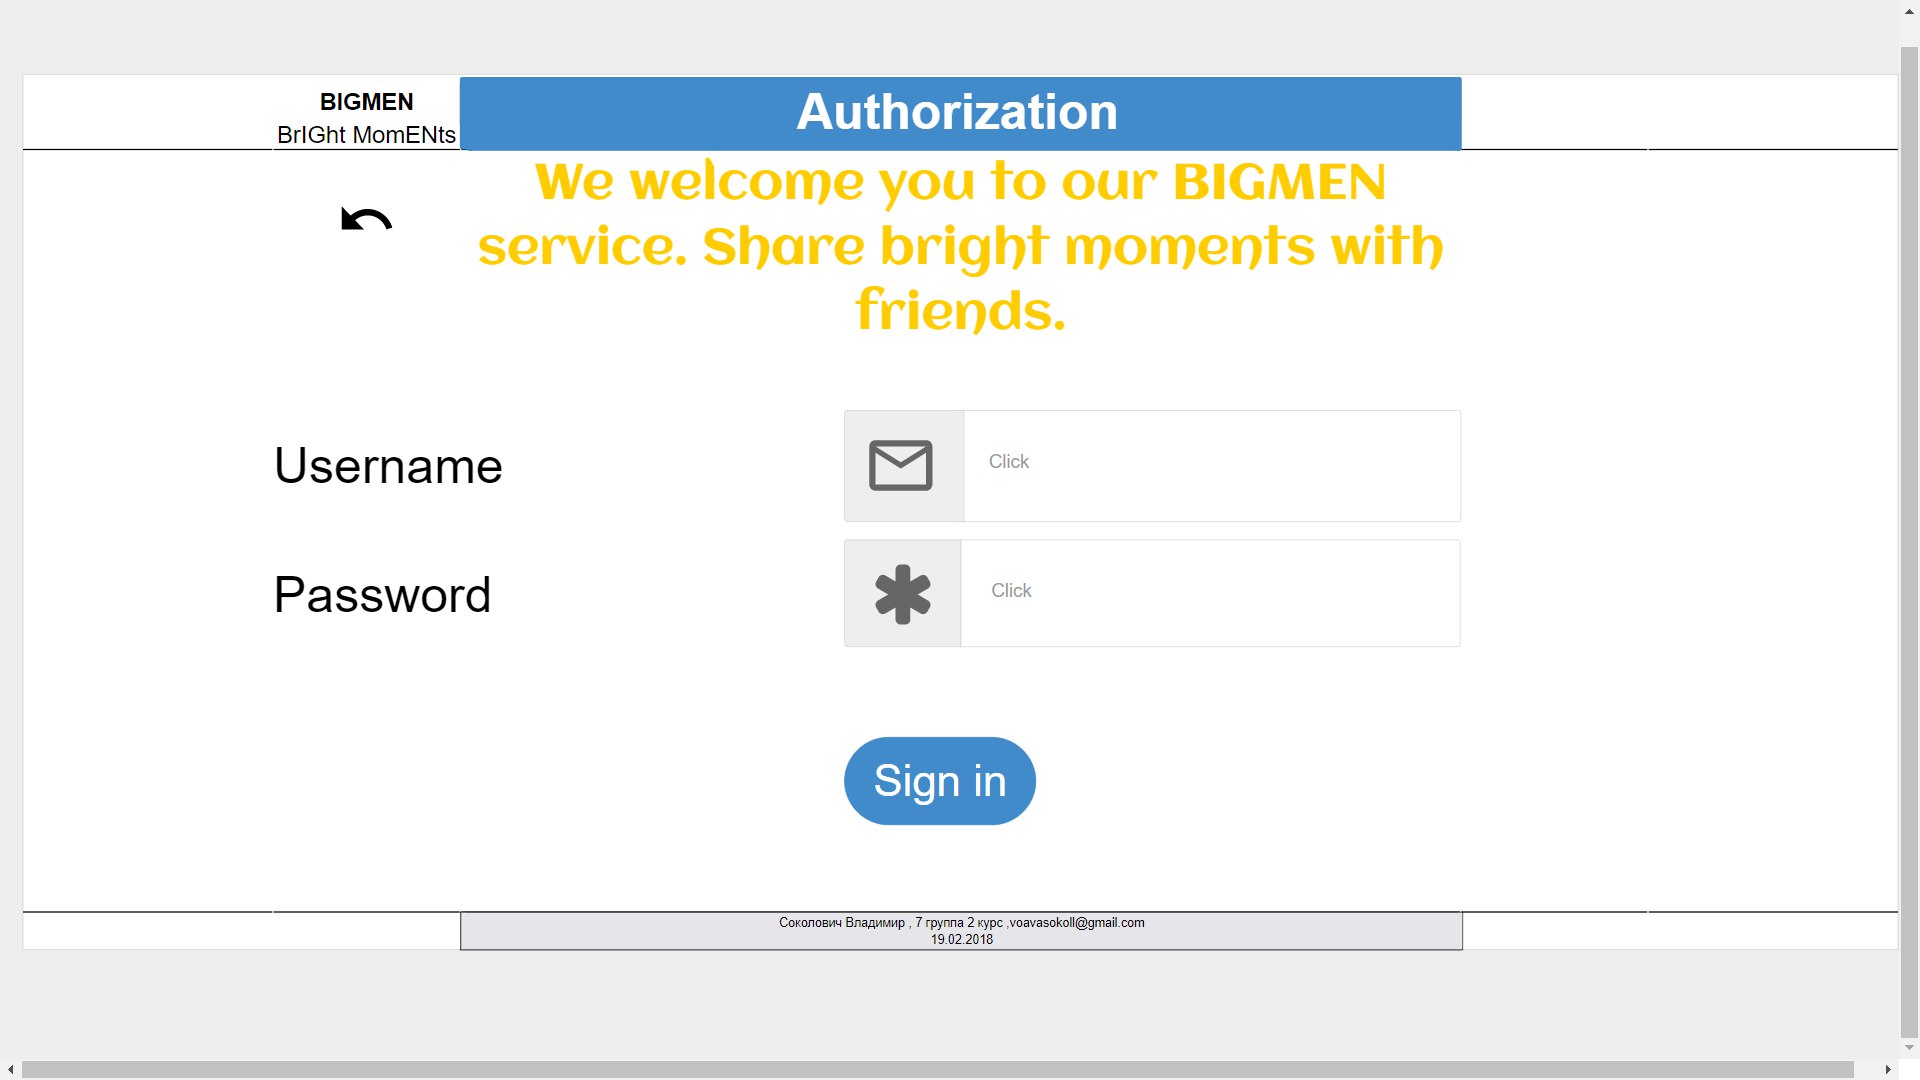 BIGMEN
BrIGht MomENts
Authorization
We welcome you to our BIGMEN
service. Share bright moments with
friends.
Username
Click
Password
Click
Sign in
Соколович Владимир , 7 группа 2 курс ,voavasokoll@gmail.com
19.02.2018